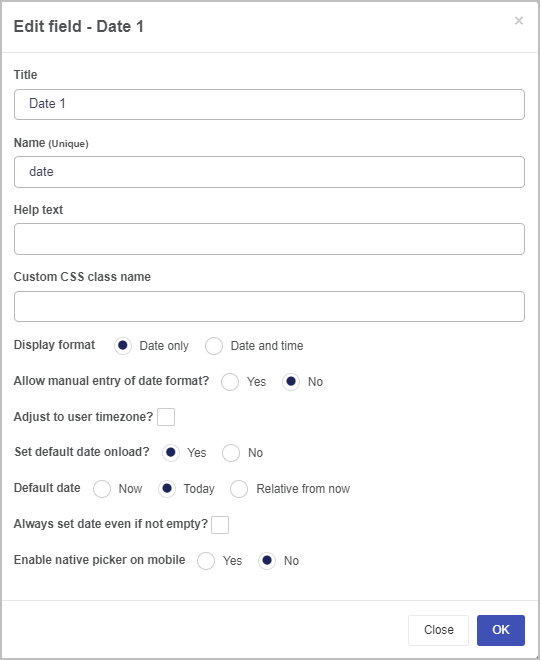 Edit field - Date 1
×
Title
Date 1
Name (Unique)
date
Help text
Custom CSS class name
Display format Date only Date and time
Allow manual entry of date format? Yes No
Adjust to user timezone?
Set default date onload? Yes No
Default date Now Today Relative from now
Always set date even if not empty?
Enable native picker on mobile Yes No
Close OK